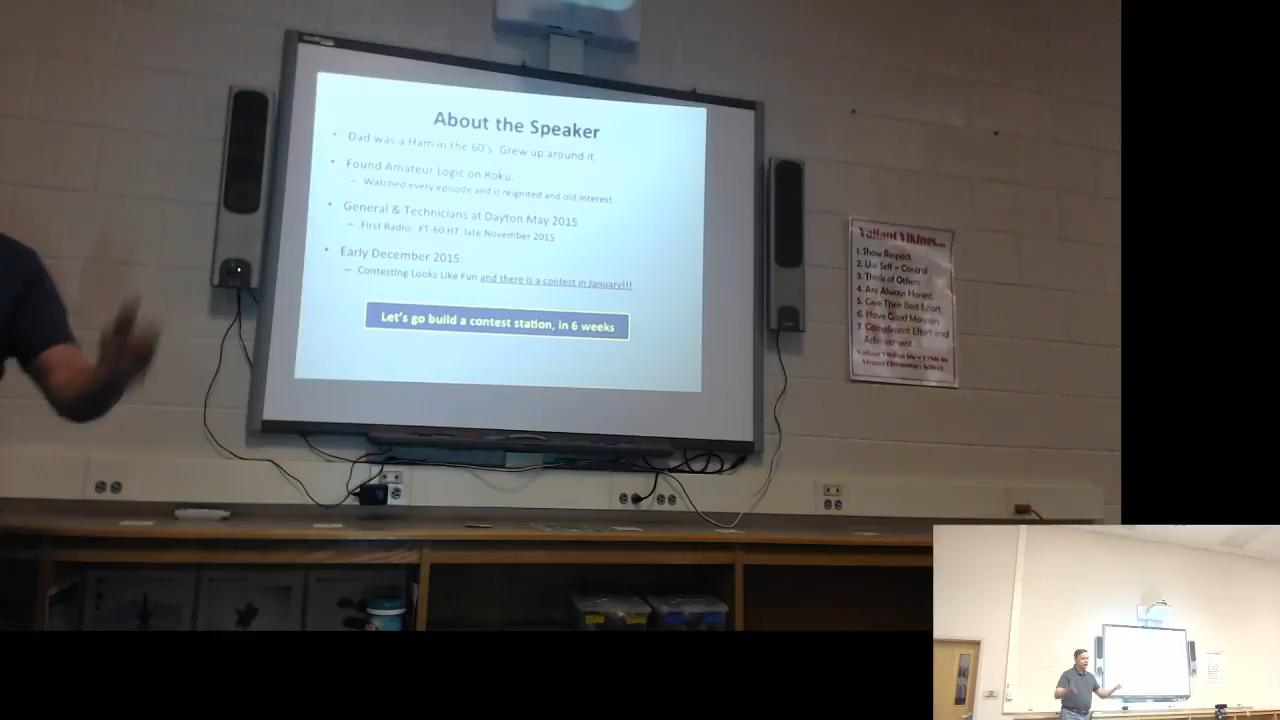 About the Speaker
• Dad was a Ham in the 60's Grew up around it.
• Found Amateur Logic on Roku.
– Watched every episode and it reignited and old interest.
• General & Technicians at Dayton May 2015
– First Radio: FT-60 HT late November 2015
• Early December 2015:
– Contesting Looks Like Fun and there is a contest in January!!!
Let's go build a contest station, in 6 weeks
Valiant Vikings...
1. Show Respect
2. Use Self - Control
3. Think of Others
4. Are Always Honest
5. Give Their Best Effort
6. Have Good Manners
7. Compliment Effort and
Achievement
Elementary School